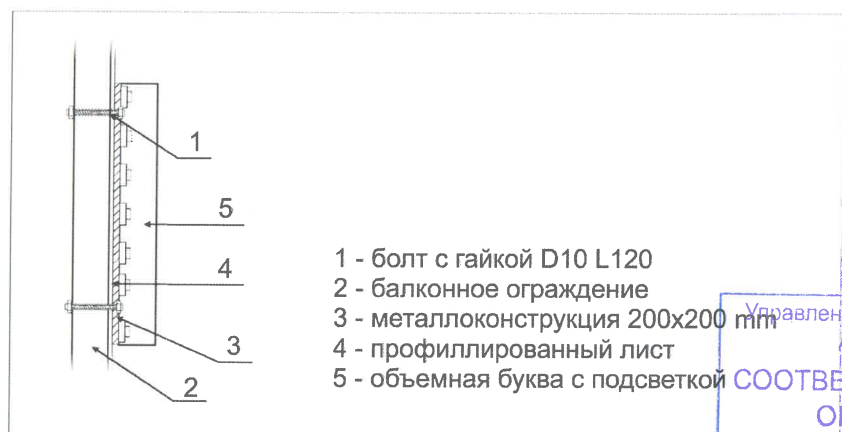 1
5
4
3
2
1 - болт с гайкой D10 L120
2 - балконное ограждение
3 - металлоконструкция 200x200 mm
4 - профиллированный лист
5 - объемная буква с подсветкой